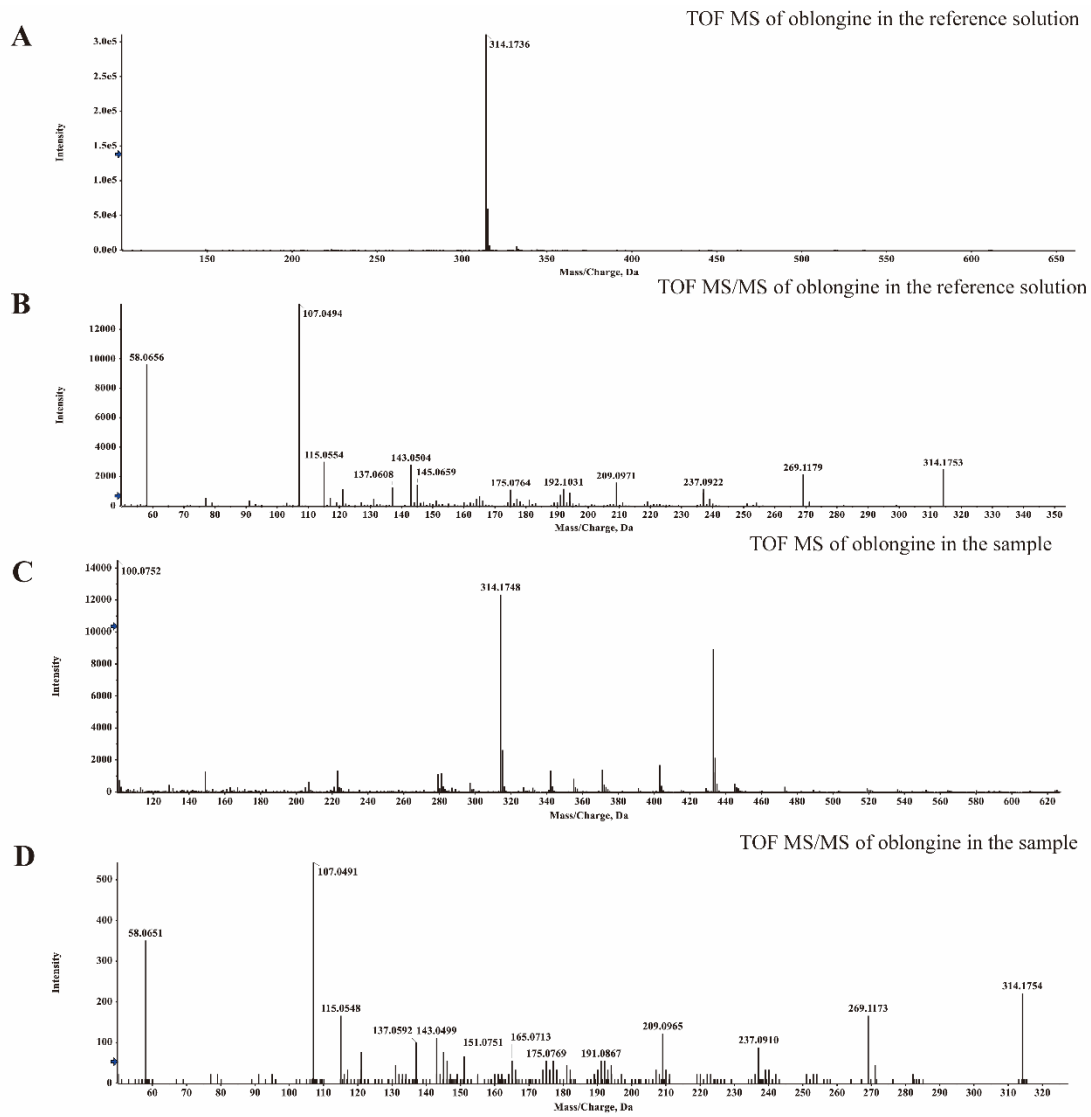 A
TOF MS of oblongine in the reference solution
3.0e5
314.1736
2.5e5
2.0e5
Intensity
1.5e5
1.0e5
5.0e4
0.0e0
150 200 250 300 350 400 450 500 550 600 650
Mass/Charge, Da
B
TOF MS/MS of oblongine in the reference solution
107.0494
12000
10000
58.0656
8000
Intensity
6000
4000
115.0554 137.0608 143.0504 145.0659 175.0764 192.1031 209.0971 237.0922 269.1179 314.1753
2000
0
60 70 80 90 100 110 120 130 140 150 160 170 180 190 200 210 220 230 240 250 260 270 280 290 300 310 320 330 340 350
Mass/Charge, Da
C
TOF MS of oblongine in the sample
14000
100.0752
314.1748
12000
10000
8000
Intensity
6000
4000
2000
0
120 140 160 180 200 220 240 260 280 300 320 340 360 380 400 420 440 460 480 500 520 540 560 580 600 620
Mass/Charge, Da
D
TOF MS/MS of oblongine in the sample
107.0491
500
400
58.0651
300
Intensity
200
115.0548 137.0592 143.0499 151.0751 165.0713 175.0769 191.0867 209.0965 237.0910 269.1173 314.1754
100
0
60 70 80 90 100 110 120 130 140 150 160 170 180 190 200 210 220 230 240 250 260 270 280 290 300 310 320
Mass/Charge, Da